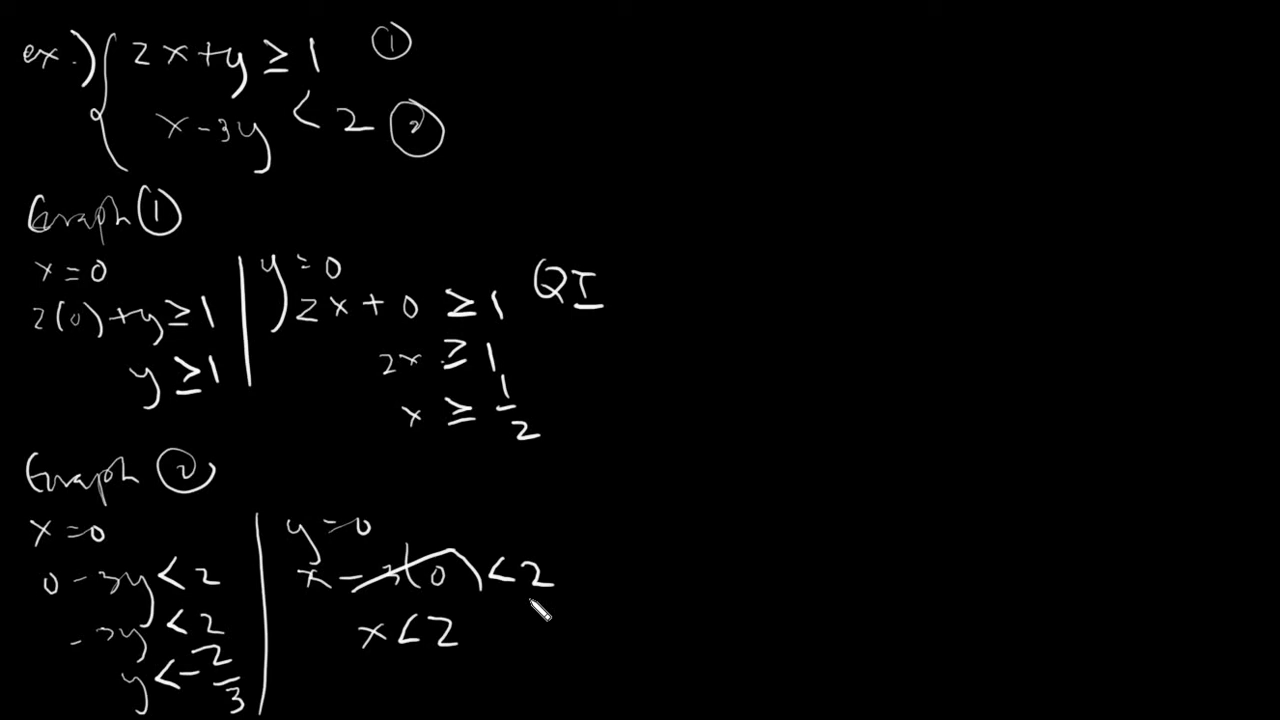 ex.) { 2x+y ≥ 1 ①
x-3y < 2 ②
Graph ①
x=0
2(0)+y ≥ 1
y ≥ 1
y=0
2x+0 ≥ 1
2x ≥ 1
x ≥ 1/2
QI
Graph ②
x=0
0-3y < 2
-3y < 2
y < -2/3
y=0
x-3(0) < 2
x < 2